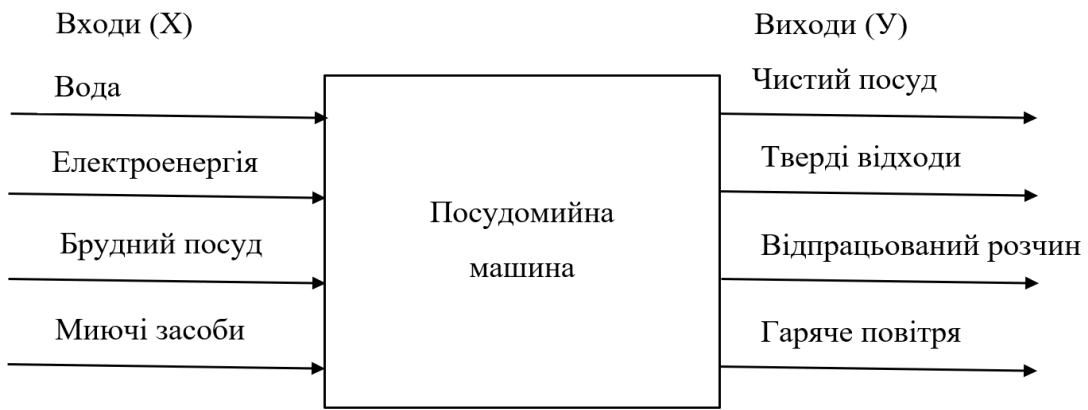 Входи (Х)
Виходи (У)
Вода
Чистий посуд
Електроенергія
Тверді відходи
Посудомийна
машина
Брудний посуд
Відпрацьований розчин
Миючі засоби
Гаряче повітря